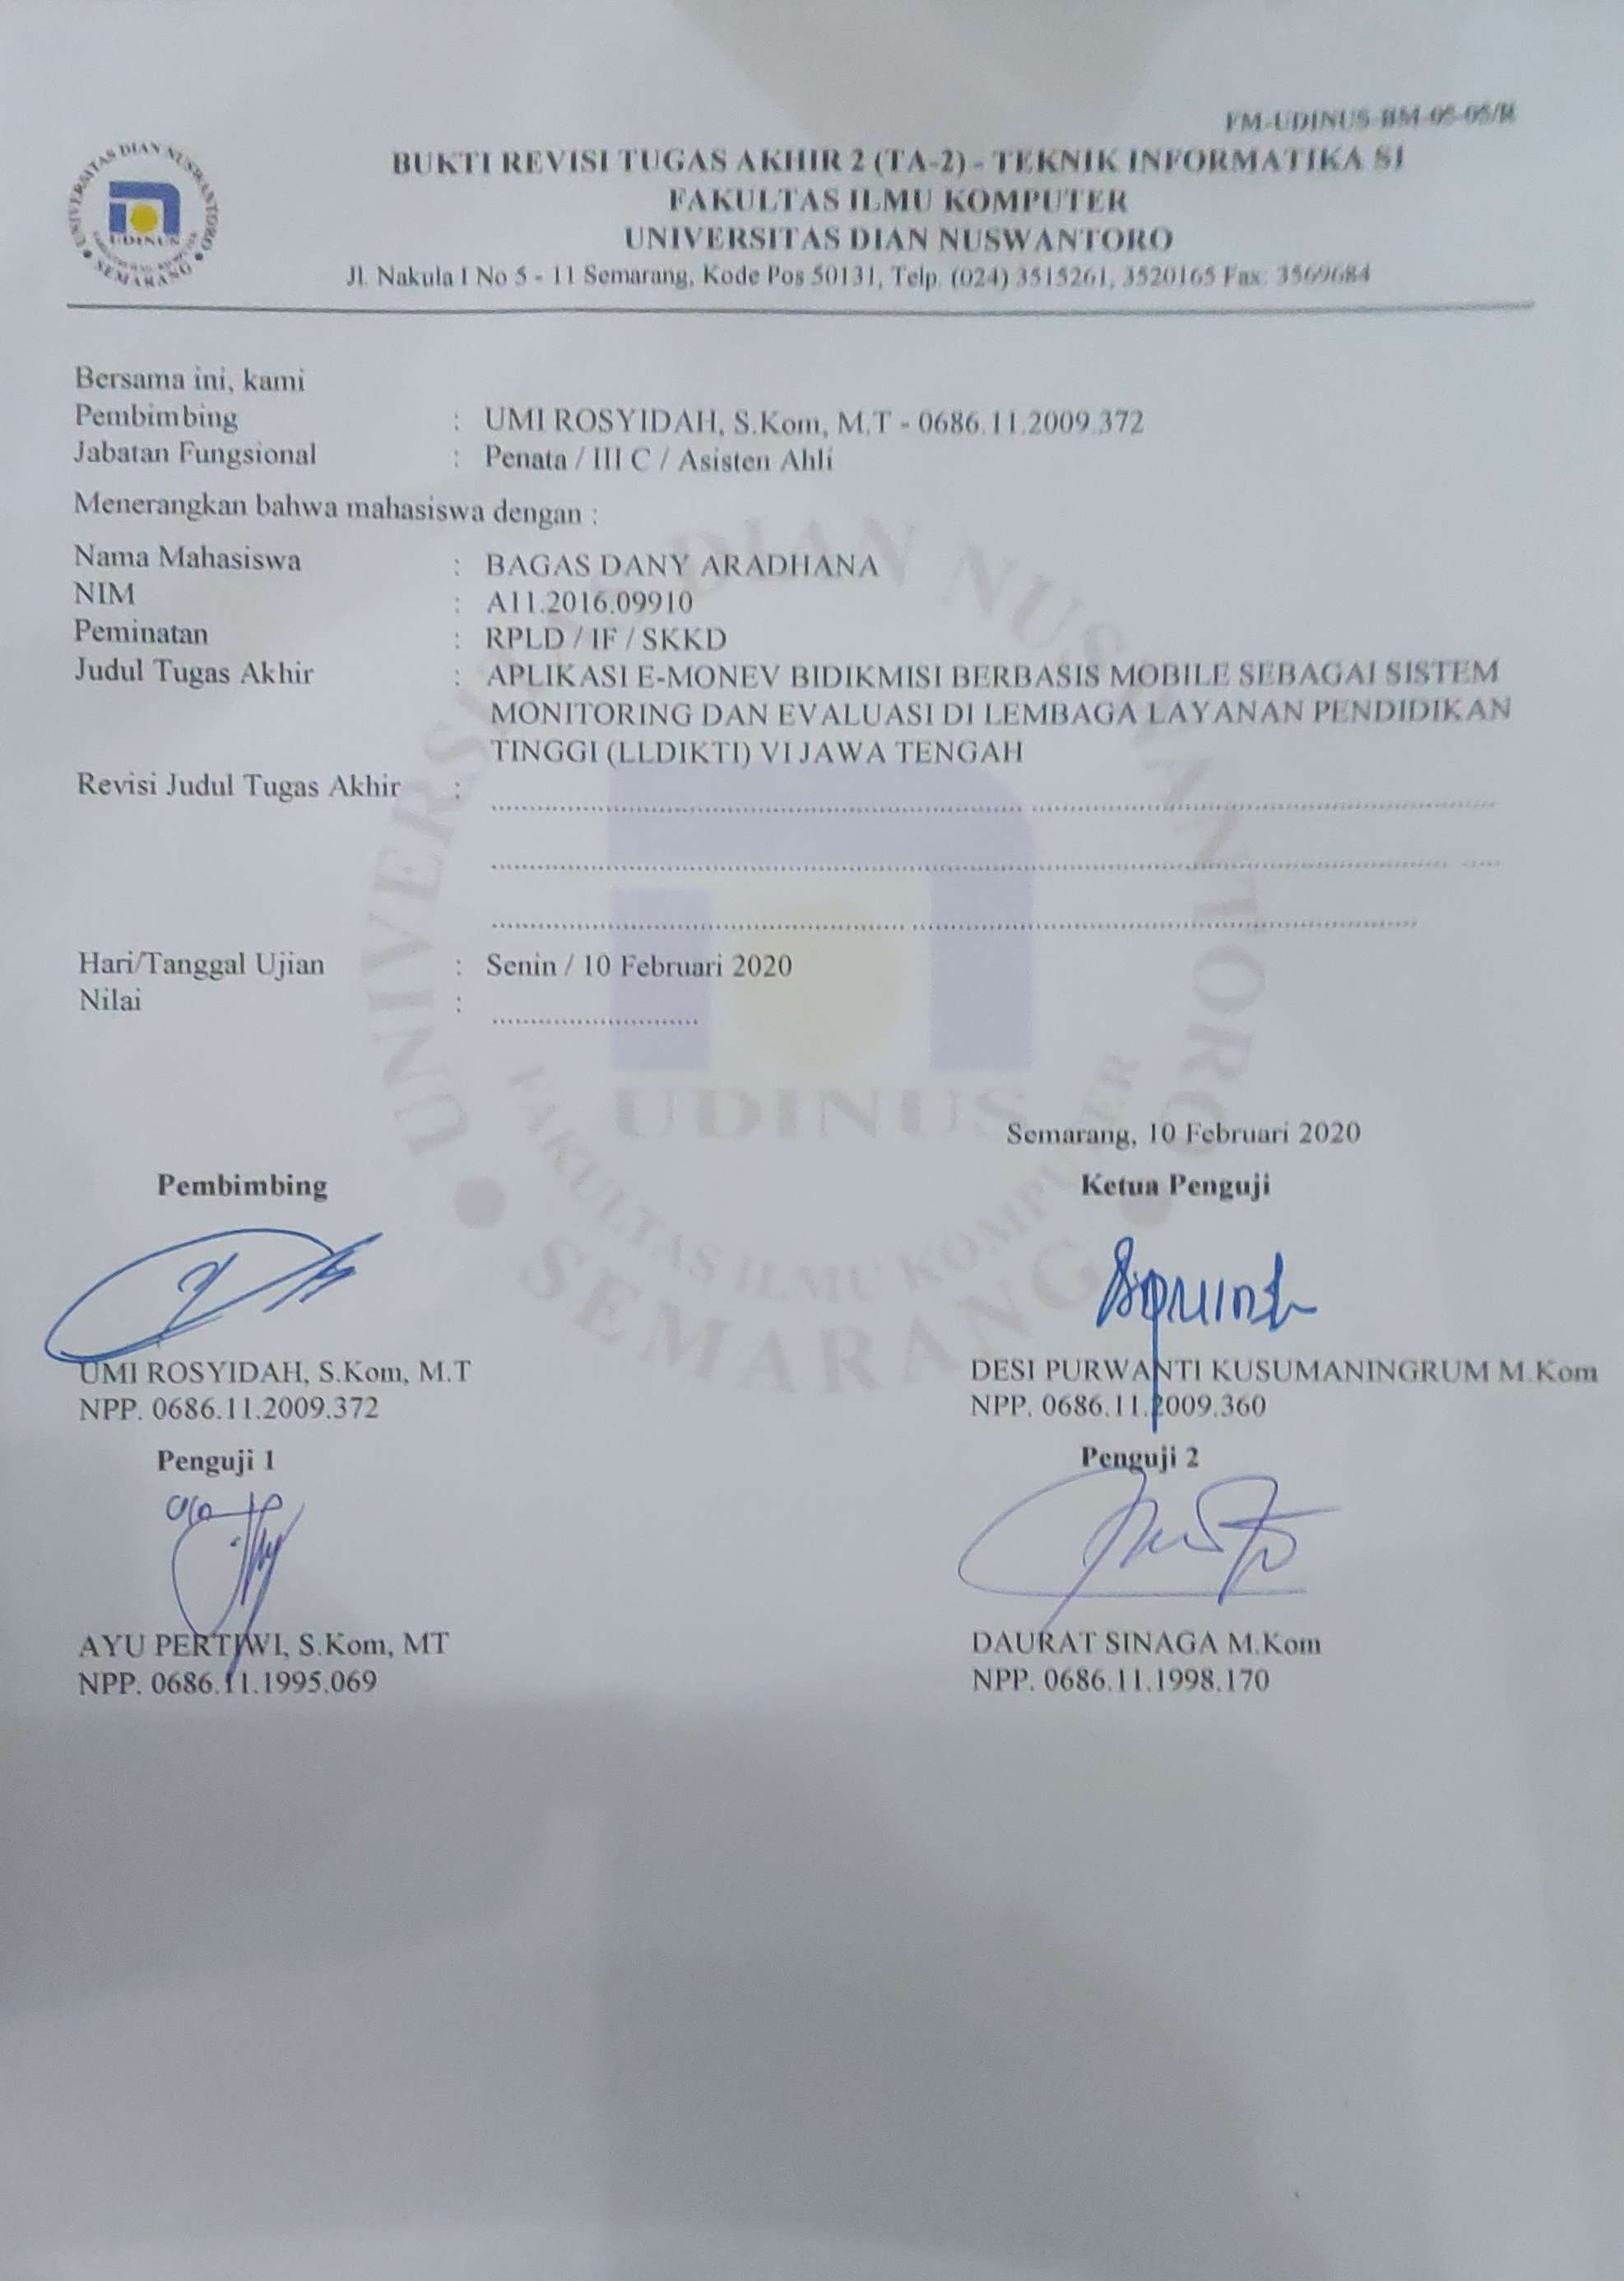 FM-UDINUS-BM-05-05/R
BUKTI REVISI TUGAS AKHIR 2 (TA-2) - TEKNIK INFORMATIKA S1
FAKULTAS ILMU KOMPUTER
UNIVERSITAS DIAN NUSWANTORO
Jl. Nakula I No 5 - 11 Semarang, Kode Pos 50131, Telp. (024) 3515261, 3520165 Fax: 3569684
UNIVERSITAS DIAN NUSWANTORO
UDINUS
SEMARANG
Bersama ini, kami
Pembimbing : UMI ROSYIDAH, S.Kom, M.T - 0686.11.2009.372
Jabatan Fungsional : Penata / III C / Asisten Ahli
Menerangkan bahwa mahasiswa dengan :
Nama Mahasiswa : BAGAS DANY ARADHANA
NIM : A11.2016.09910
Peminatan : RPLD / IF / SKKD
Judul Tugas Akhir : APLIKASI E-MONEV BIDIKMISI BERBASIS MOBILE SEBAGAI SISTEM
MONITORING DAN EVALUASI DI LEMBAGA LAYANAN PENDIDIKAN
TINGGI (LLDIKTI) VI JAWA TENGAH
Revisi Judul Tugas Akhir :
Hari/Tanggal Ujian : Senin / 10 Februari 2020
Nilai :
UNIVERSITAS DIAN NUSWANTORO
UDINUS
FAKULTAS ILMU KOMPUTER
SEMARANG
Semarang, 10 Februari 2020
Pembimbing Ketua Penguji
UMI ROSYIDAH, S.Kom, M.T DESI PURWANTI KUSUMANINGRUM M.Kom
NPP. 0686.11.2009.372 NPP. 0686.11.2009.360
Penguji 1 Penguji 2
AYU PERTIWI, S.Kom, MT DAURAT SINAGA M.Kom
NPP. 0686.11.1995.069 NPP. 0686.11.1998.170